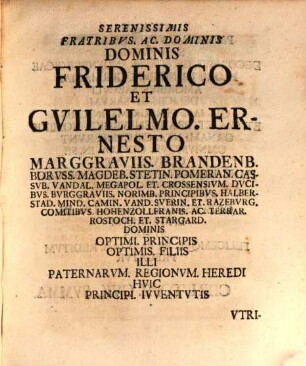 SERENISSIMIS
FRATRIBVS. AC. DOMINIS
DOMINIS
FRIDERICO
ET
GVILELMO. ER-
NESTO
MARGGRAVIIS. BRANDENB.
BORVSS. MAGDEB. STETIN. POMERAN. CAS-
SVB. VANDAL. MEGAPOL. ET. CROSSENSIVM. DVCI-
BVS. BVRGGRAVIIS. NORIMB. PRINCIPIBVS, HALBER-
STAD. MIND. CAMIN. VAND. SVERIN. ET. RAZEBVRG.
COMITIBVS. HOHENZOLLERANIS. AC. TERRAR.
ROSTOCH. ET. STARGARD.
DOMINIS
OPTIMI. PRINCIPIS
OPTIMIS. FILIIS
ILLI
PATERNARVM. REGIONVM. HEREDI
HVIC
PRINCIPI. IVVENTVTIS
VTRI-